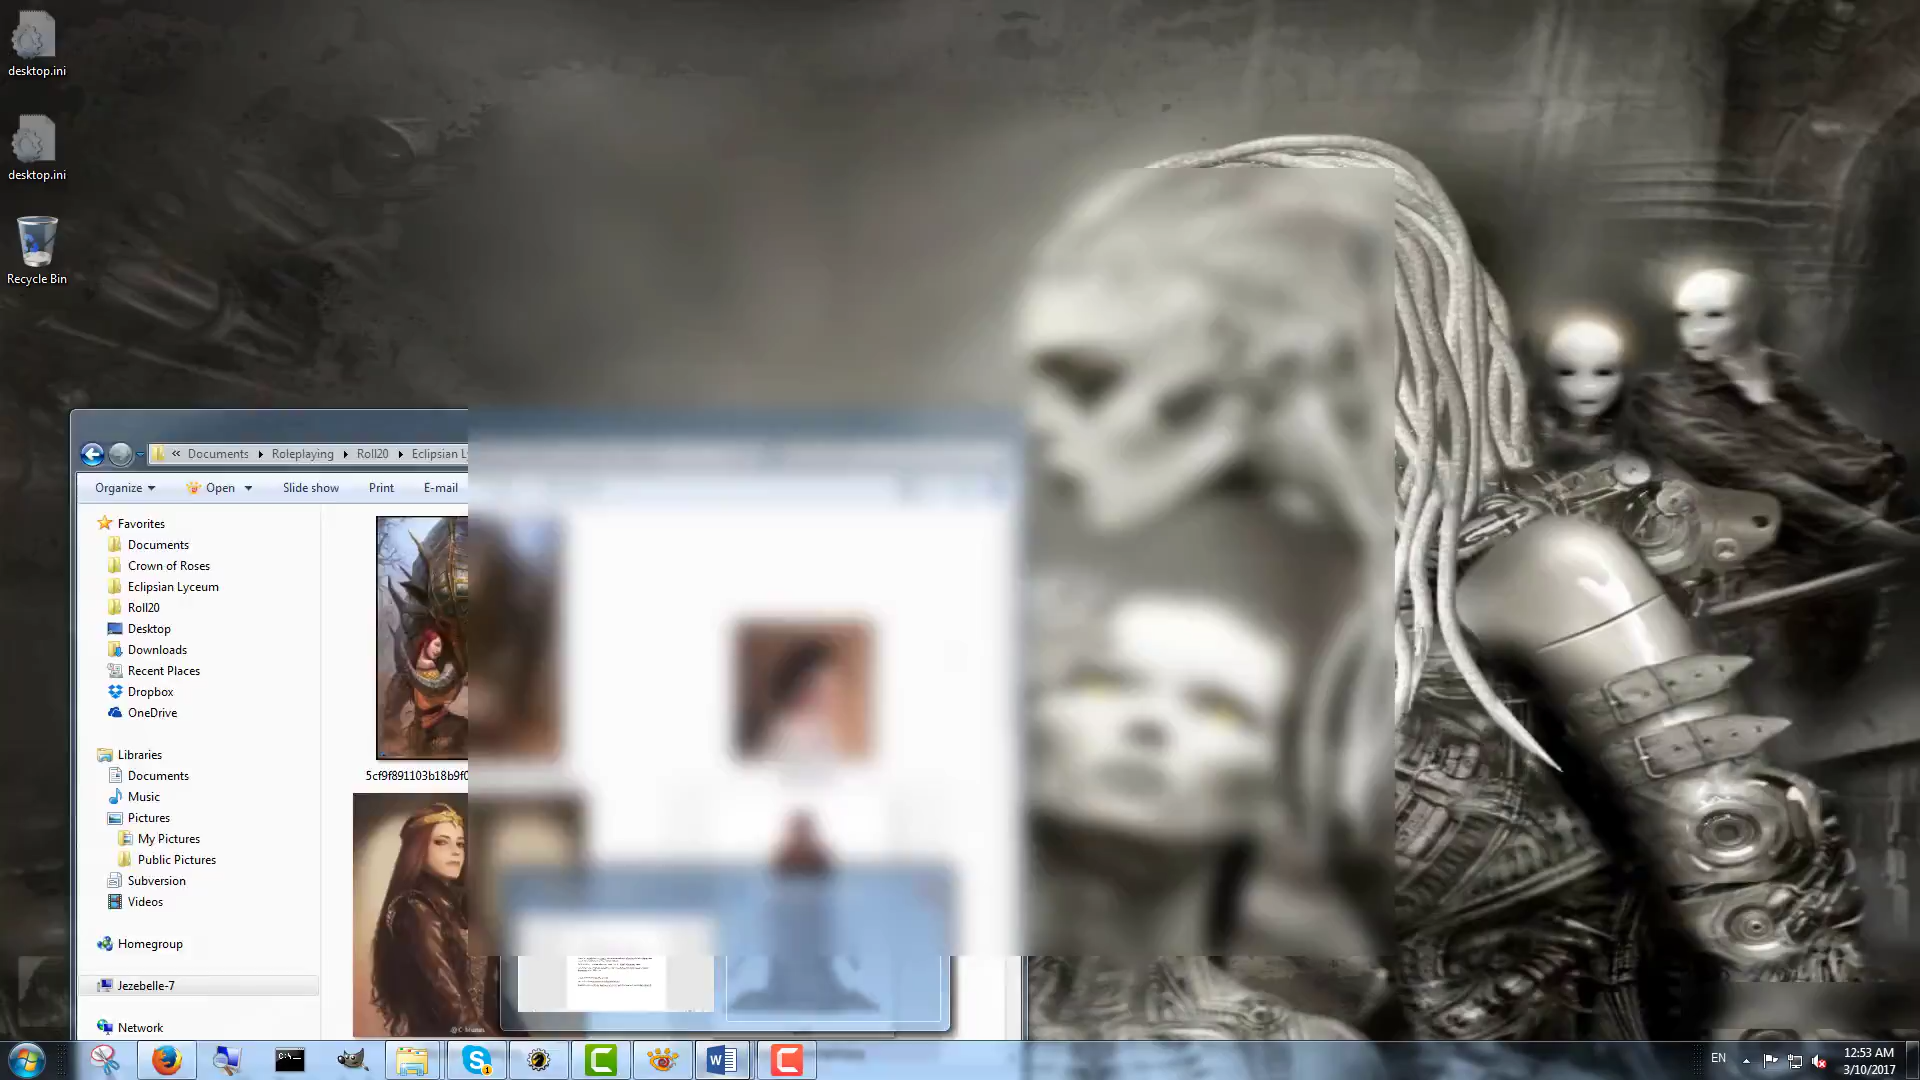 desktop.ini
desktop.ini
Recycle Bin
« Documents Roleplaying Roll20 Eclipsian L
Organize Open Slide show Print E-mail
Favorites
Documents
Crown of Roses
Eclipsian Lyceum
Roll20
Desktop
Downloads
Recent Places
Dropbox
OneDrive
Libraries
Documents
Music
Pictures
My Pictures
Public Pictures
Subversion
Videos
Homegroup
Jezebelle-7
Network
5cf9f891103b18b9f0
EN
12:53 AM
3/10/2017